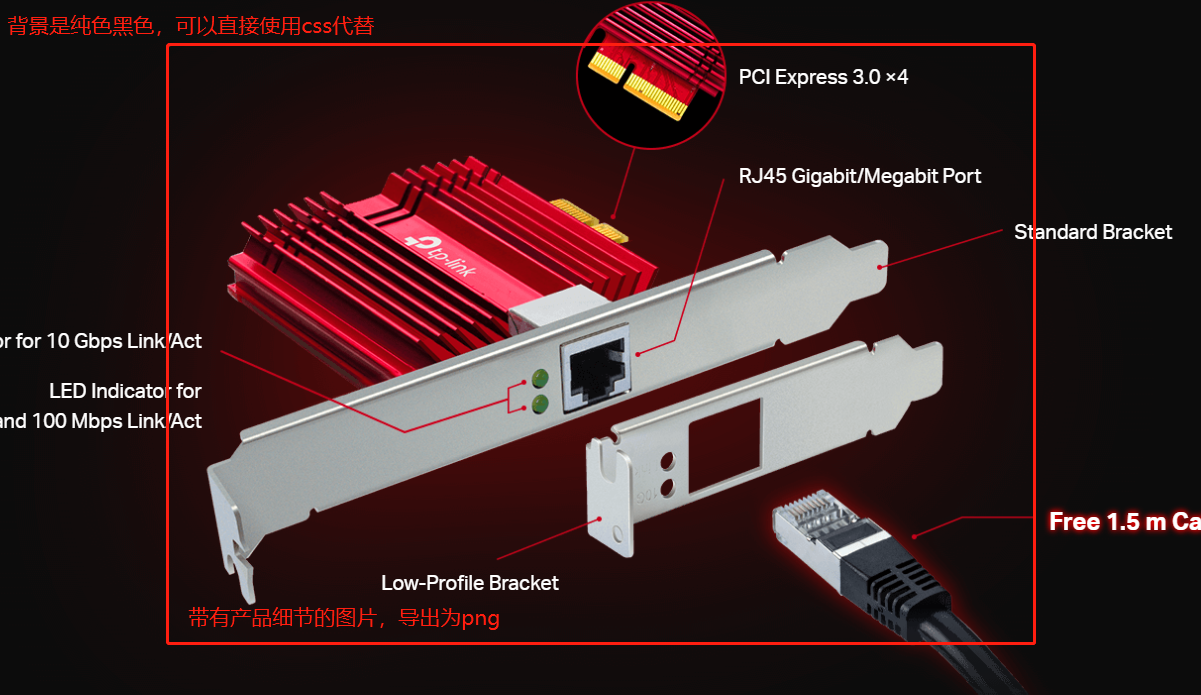 背景是纯色黑色，可以直接使用css代替
PCI Express 3.0 ×4
RJ45 Gigabit/Megabit Port
Standard Bracket
tp-link
or for 10 Gbps Link/Act
LED Indicator for
and 100 Mbps Link/Act
Free 1.5 m Ca
Low-Profile Bracket
带有产品细节的图片，导出为png